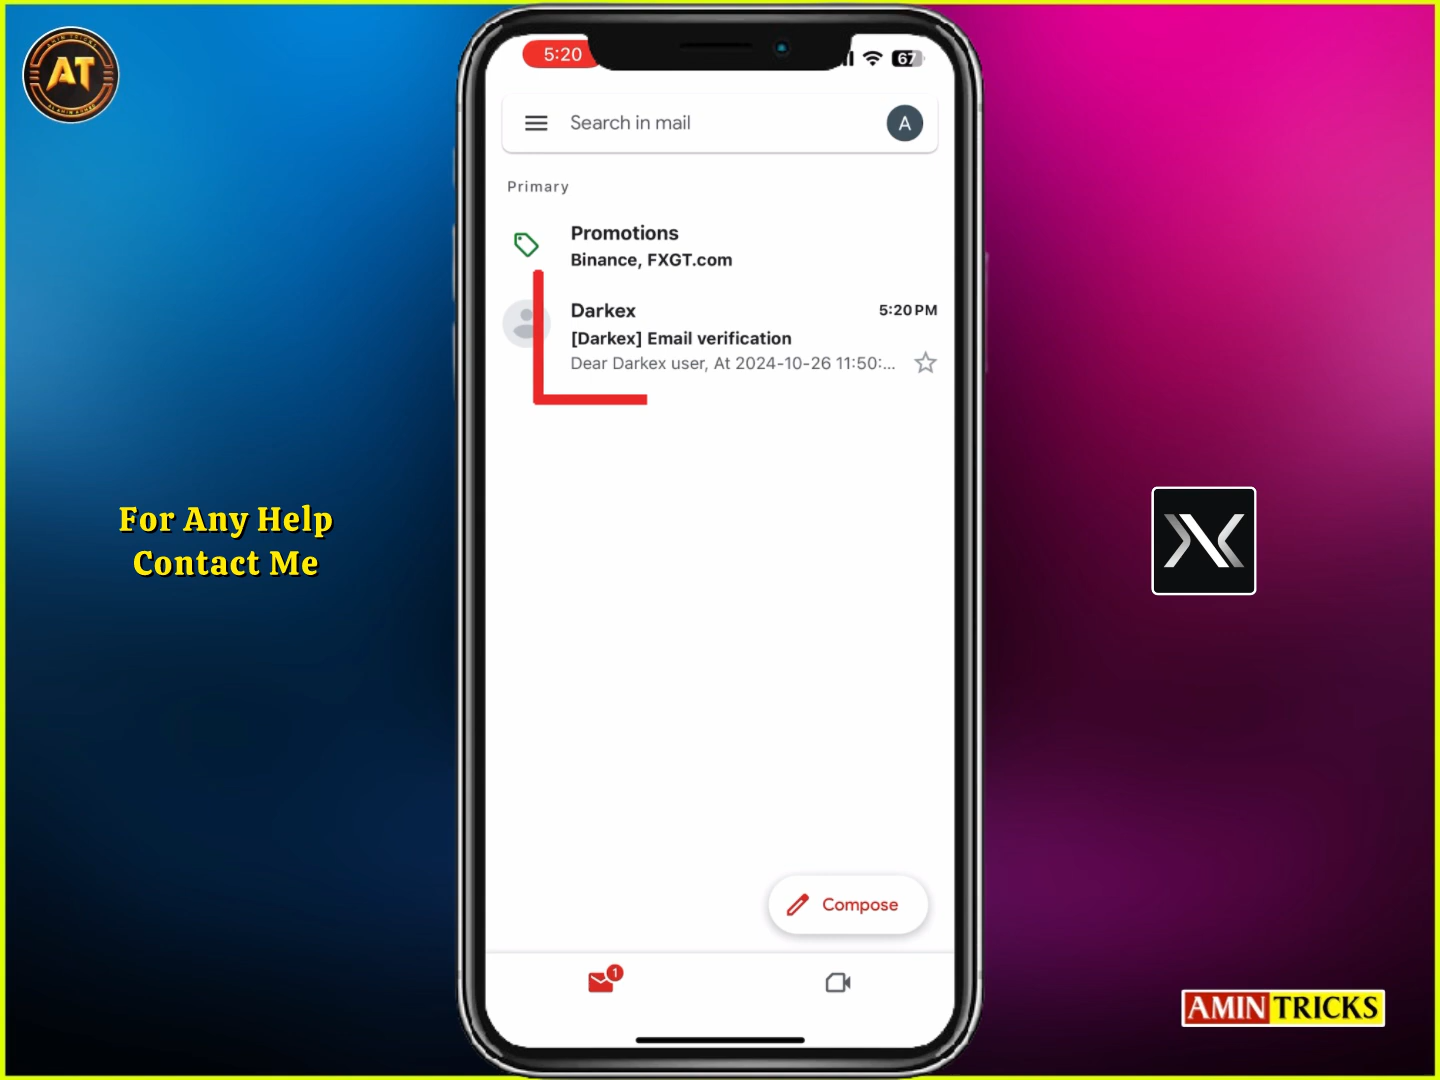 AT
5:20
67
Search in mail
A
Primary
Promotions
Binance, FXGT.com
Darkex
5:20 PM
[Darkex] Email verification
Dear Darkex user, At 2024-10-26 11:50:...
For Any Help
Contact Me
Compose
1
AMIN TRICKS